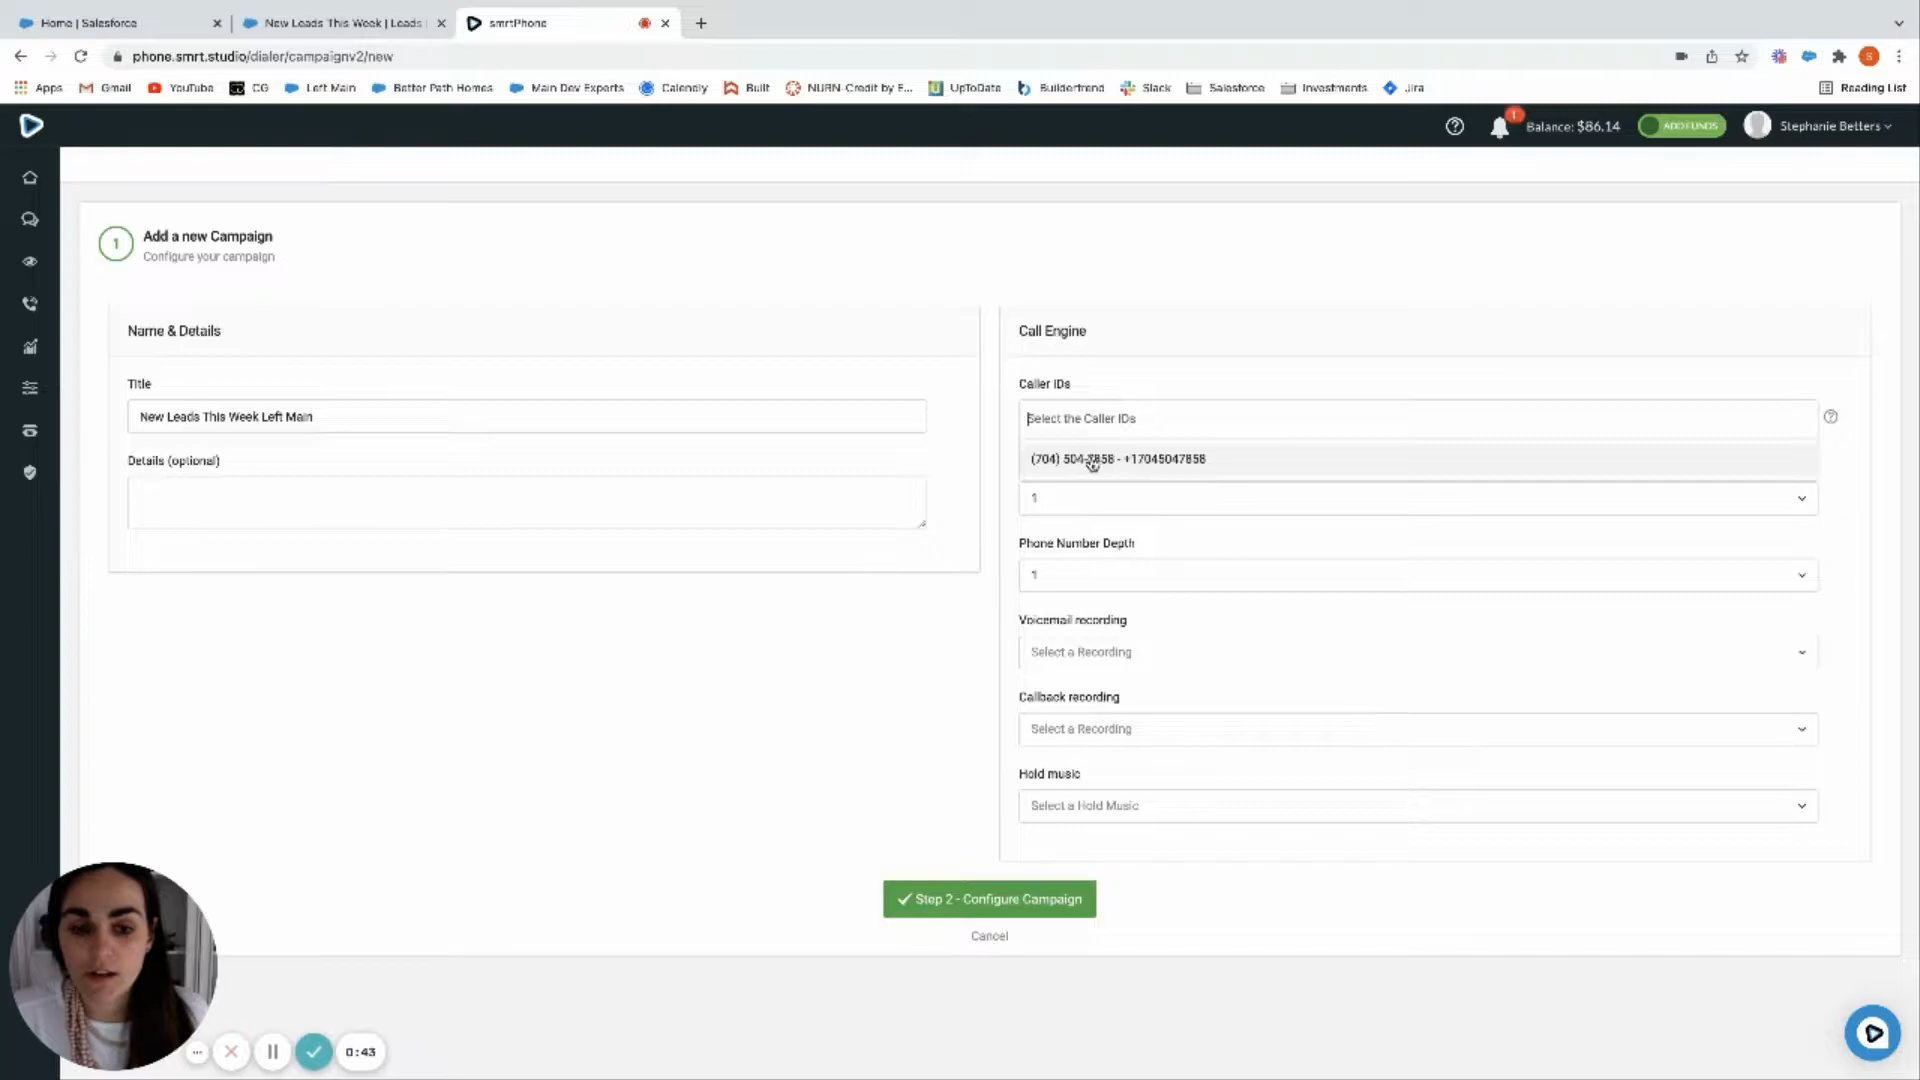 Home | Salesforce
New Leads This Week | Leads
smrtPhone
phone.smrt.studio/dialer/campaignv2/new
Apps
Gmail
YouTube
CG
Left Main
Better Path Homes
Main Dev Experts
Calendly
Built
NURN-Credit by E...
UpToDate
Buildertrend
Slack
Salesforce
Investments
Jira
Reading List
1
Balance: $86.14
ADD FUNDS
Stephanie Betters
S
1
Add a new Campaign
Configure your campaign
Name & Details
Title
New Leads This Week Left Main
Details (optional)
Call Engine
Caller IDs
Select the Caller IDs
(704) 504-7858 - +17045047858
1
Phone Number Depth
1
Voicemail recording
Select a Recording
Callback recording
Select a Recording
Hold music
Select a Hold Music
Step 2 - Configure Campaign
Cancel
0:43